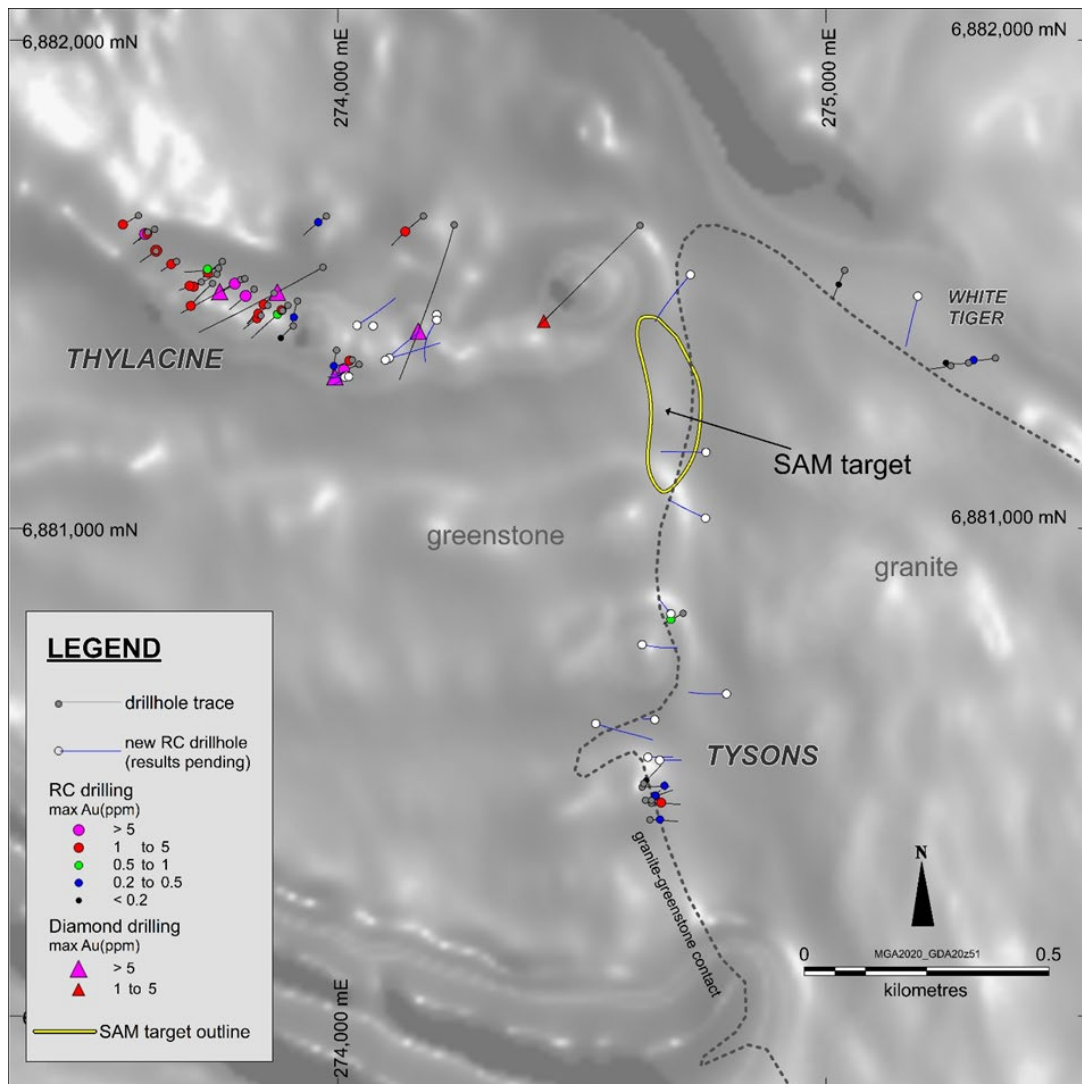 6,882,000 mN
274,000 mE
275,000 mE
6,882,000 mN
WHITE
TIGER
THYLACINE
SAM target
6,881,000 mN
6,881,000 mN
greenstone
granite
TYSONS
granite-greenstone contact
LEGEND
drillhole trace
new RC drillhole
(results pending)
RC drilling
max Au(ppm)
> 5
1 to 5
0.5 to 1
0.2 to 0.5
< 0.2
Diamond drilling
max Au(ppm)
> 5
1 to 5
SAM target outline
274,000 mE
N
0 MGA2020_GDA20z51 0.5
kilometres